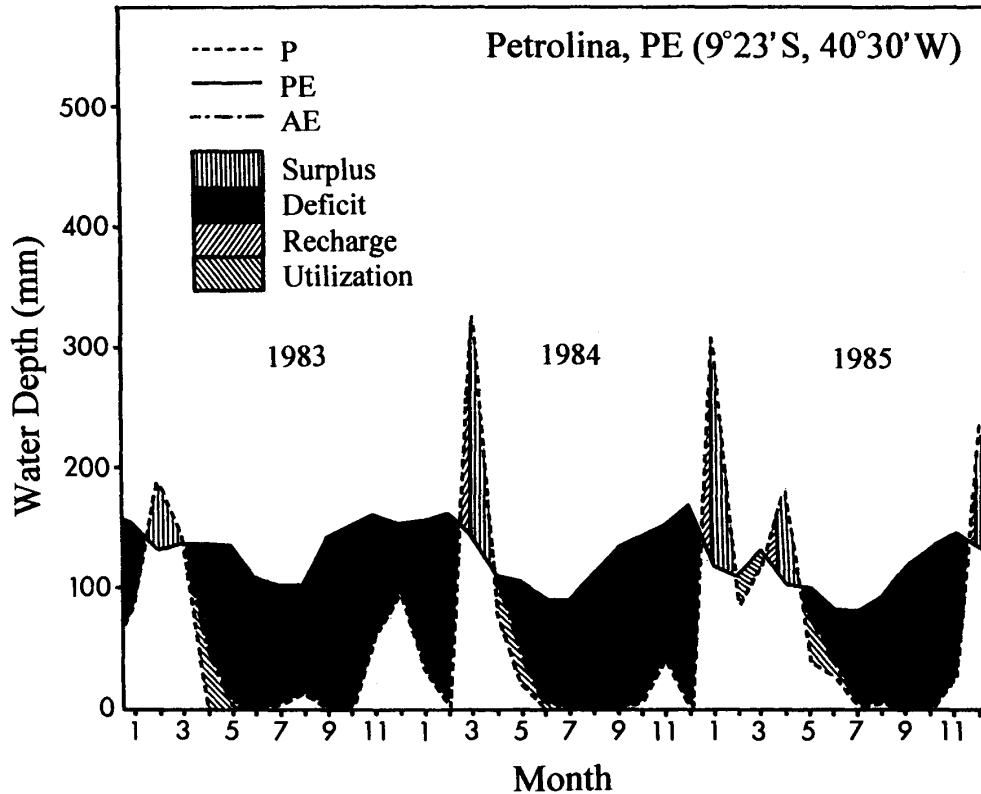 Petrolina, PE (9°23'S, 40°30'W)
P
PE
AE
Surplus
Deficit
Recharge
Utilization
1983
1984
1985
Water Depth (mm)
500
400
300
200
100
0
1 3 5 7 9 11 1 3 5 7 9 11 1 3 5 7 9 11
Month